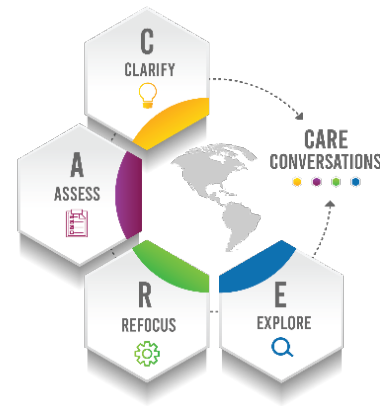 C
CLARIFY
A
ASSESS
R
REFOCUS
E
EXPLORE
CARE
CONVERSATIONS